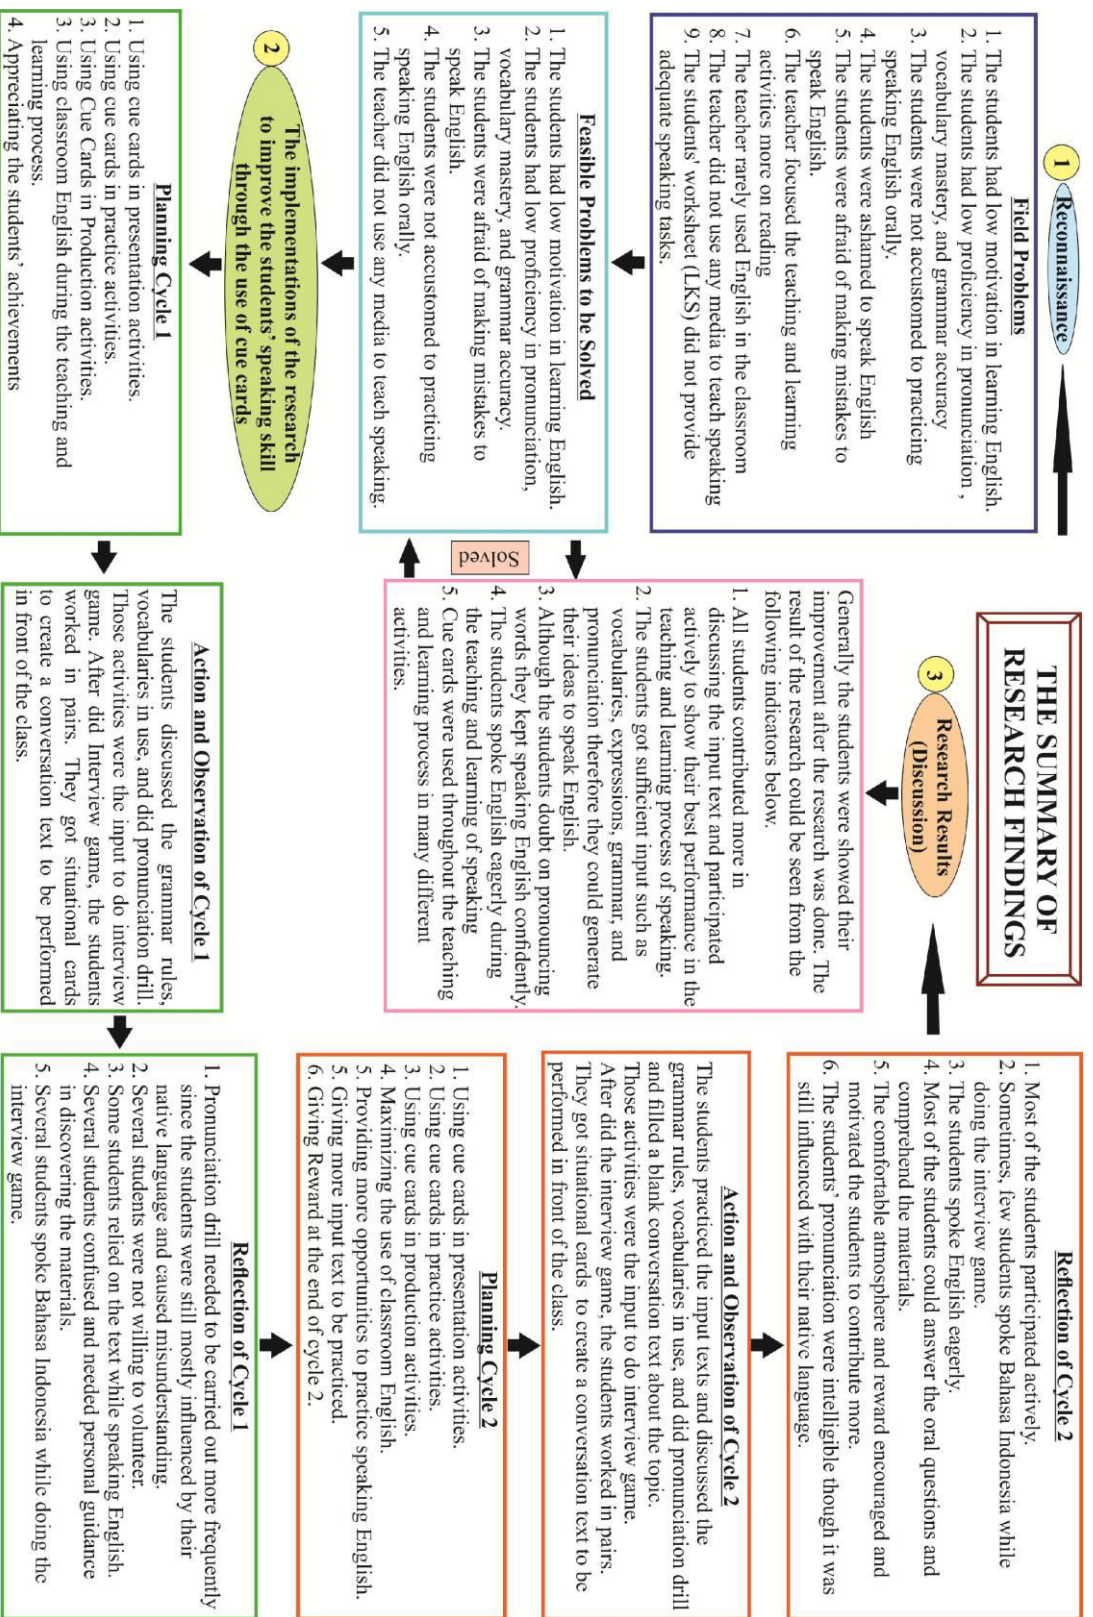 THE SUMMARY OF
RESEARCH FINDINGS
1
Reconnaissance
Field Problems
1. The students had low motivation in learning English.
2. The students had low proficiency in pronunciation ,
vocabulary mastery, and grammar accuracy
3. The students were not accustomed to practicing
speaking English orally.
4. The students were ashamed to speak English
5. The students were afraid of making mistakes to
speak English.
6. The teacher focused the teaching and learning
activities more on reading
7. The teacher rarely used English in the classroom
8. The teacher did not use any media to teach speaking
9. The students' worksheet (LKS) did not provide
adequate speaking tasks.
Feasible Problems to be Solved
1. The students had low motivation in learning English.
2. The students had low proficiency in pronunciation,
vocabulary mastery, and grammar accuracy.
3. The students were afraid of making mistakes to
speak English.
4. The students were not accustomed to practicing
speaking English orally.
5. The teacher did not use any media to teach speaking.
2
The implementations of the research
to improve the students' speaking skill
through the use of cue cards
Planning Cycle 1
1. Using cue cards in presentation activities.
2. Using cue cards in practice activities.
3. Using Cue Cards in Production activities.
3. Using classroom English during the teaching and
learning process.
4. Appreciating the students' achievements
Action and Observation of Cycle 1
The students discussed the grammar rules,
vocabularies in use, and did pronunciation drill.
Those activities were the input to do interview
game. After did Interview game, the students
worked in pairs. They got situational cards
to create a conversation text to be performed
in front of the class.
Reflection of Cycle 1
1. Pronunciation drill needed to be carried out more frequently
since the students were still mostly influenced by their
native language and caused misunderstanding.
2. Several students were not willing to volunteer.
3. Some students relied on the text while speaking English.
4. Several students confused and needed personal guidance
in discovering the materials.
5. Several students spoke Bahasa Indonesia while doing the
interview game.
Planning Cycle 2
1. Using cue cards in presentation activities.
2. Using cue cards in practice activities.
3. Using cue cards in production activities.
4. Maximizing the use of classroom English.
5. Providing more opportunities to practice speaking English.
5. Giving more input text to be practiced.
6. Giving Reward at the end of cycle 2.
Action and Observation of Cycle 2
The students practiced the input texts and discussed the
grammar rules, vocabularies in use, and did pronunciation drill
and filled a blank conversation text about the topic.
Those activities were the input to do interview game.
After did the interview game, the students worked in pairs.
They got situational cards to create a conversation text to be
performed in front of the class.
Reflection of Cycle 2
1. Most of the students participated actively.
2. Sometimes, few students spoke Bahasa Indonesia while
doing the interview game.
3. The students spoke English eagerly.
4. Most of the students could answer the oral questions and
comprehend the materials.
5. The comfortable atmosphere and reward encouraged and
motivated the students to contribute more.
6. The students' pronunciation were intelligible though it was
still influenced with their native language.
3
Research Results
(Discussion)
Generally the students were showed their
improvement after the research was done. The
result of the research could be seen from the
following indicators below.
1. All students contributed more in
discussing the input text and participated
actively to show their best performance in the
teaching and learning process of speaking.
2. The students got sufficient input such as
vocabularies, expressions, grammar, and
pronunciation therefore they could generate
their ideas to speak English.
3. Although the students doubt on pronouncing
words they kept speaking English confidently.
4. The students spoke English eagerly during
the teaching and learning of speaking
5. Cue cards were used throughout the teaching
and learning process in many different
activities.
Solved